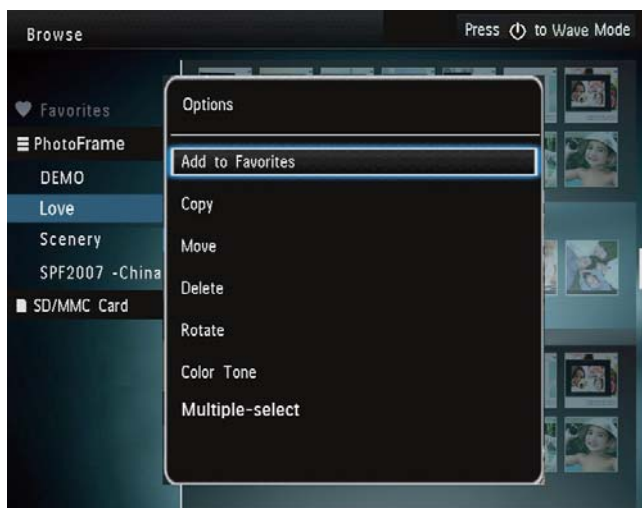 Browse
Press to Wave Mode
Favorites
PhotoFrame
DEMO
Love
Scenery
SPF2007 -China
SD/MMC Card
Options
Add to Favorites
Copy
Move
Delete
Rotate
Color Tone
Multiple-select